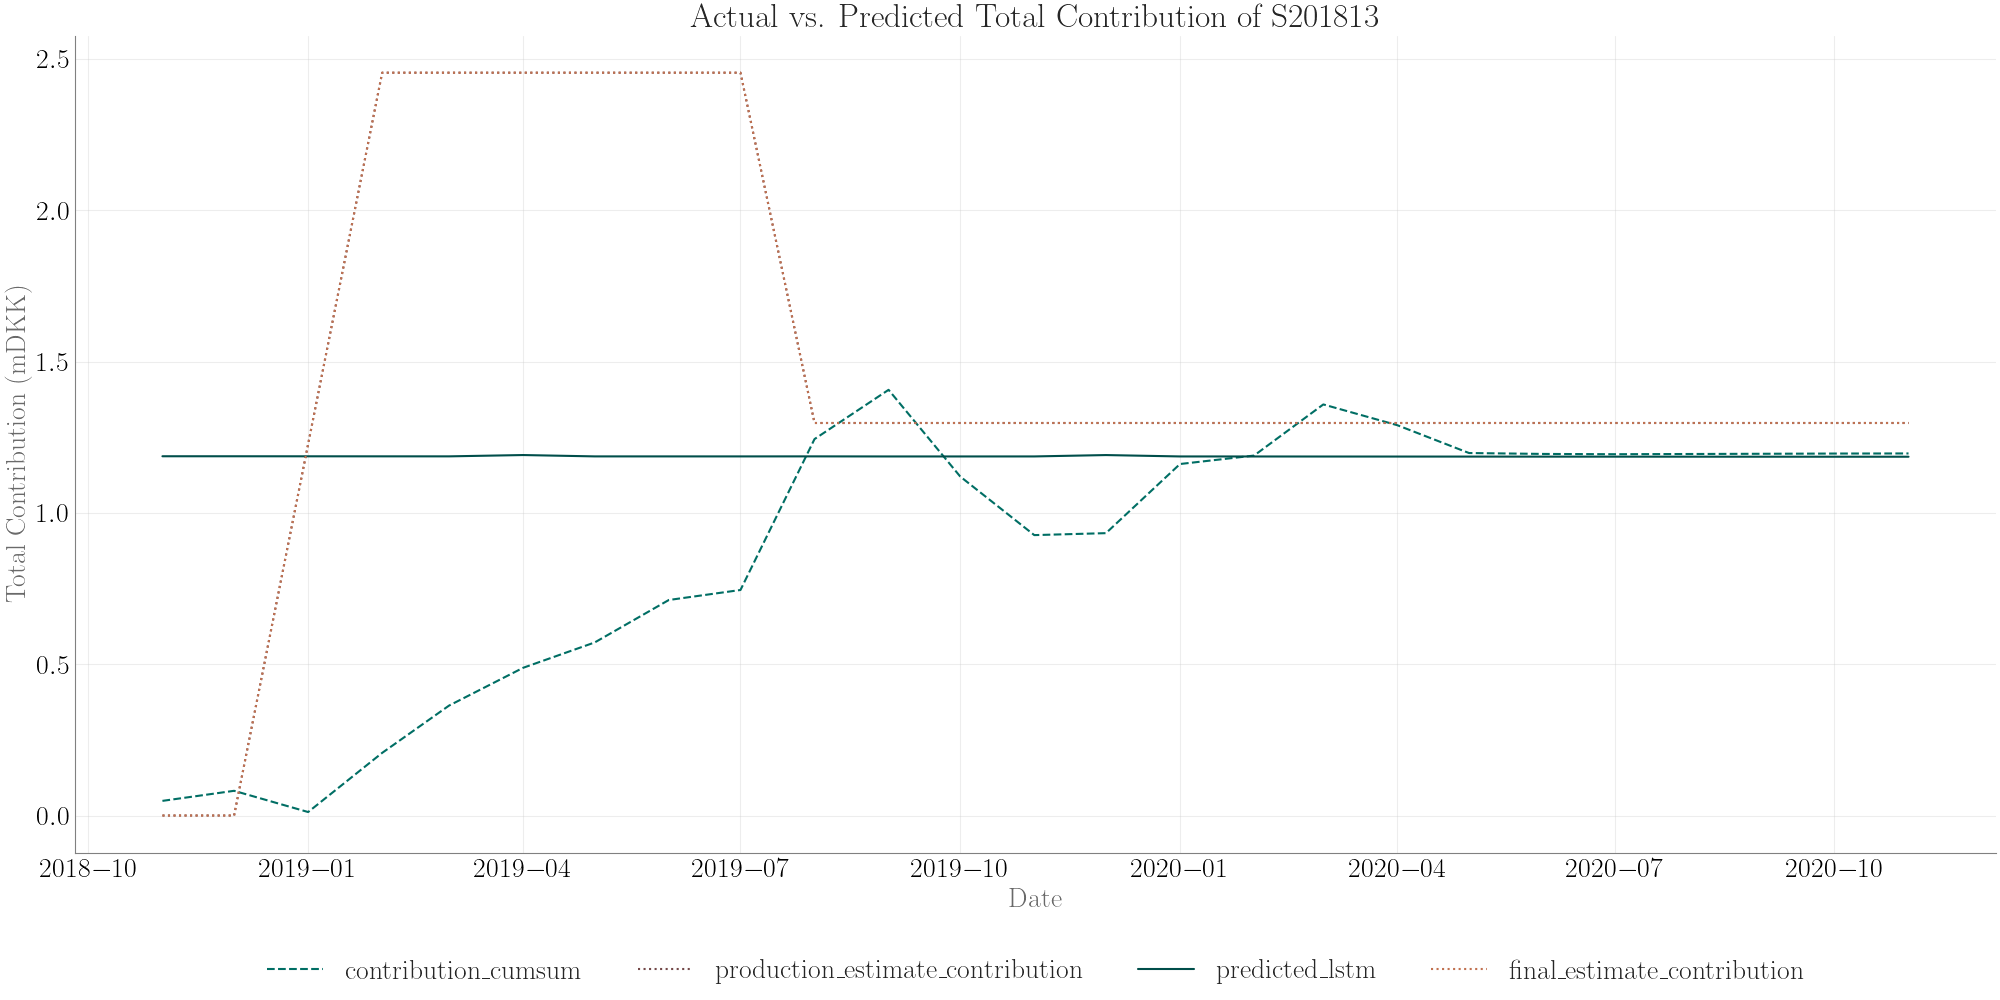 Actual vs. Predicted Total Contribution of S201813
Total Contribution (mDKK)
2.5
2.0
1.5
1.0
0.5
0.0
2018−10 2019−01 2019−04 2019−07 2019−10 2020−01 2020−04 2020−07 2020−10
Date
contribution_cumsum production_estimate_contribution predicted_lstm final_estimate_contribution